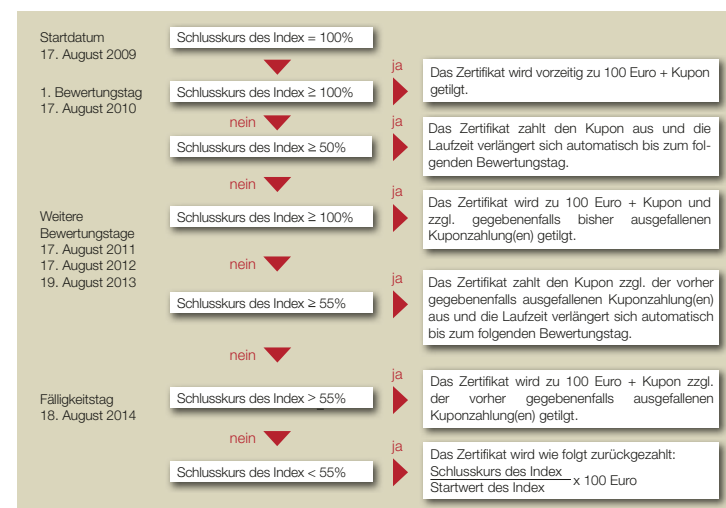 Startdatum
17. August 2009
Schlusskurs des Index = 100%
1. Bewertungstag
17. August 2010
Schlusskurs des Index ≥ 100%
ja
Das Zertifikat wird vorzeitig zu 100 Euro + Kupon
getilgt.
nein
Schlusskurs des Index ≥ 50%
ja
Das Zertifikat zahlt den Kupon aus und die
Laufzeit verlängert sich automatisch bis zum fol-
genden Bewertungstag.
nein
Weitere
Bewertungstage
17. August 2011
17. August 2012
19. August 2013
Schlusskurs des Index ≥ 100%
ja
Das Zertifikat wird zu 100 Euro + Kupon und
zzgl. gegebenenfalls bisher ausgefallenen
Kuponzahlung(en) getilgt.
nein
Schlusskurs des Index ≥ 55%
ja
Das Zertifikat zahlt den Kupon zzgl. der vorher
gegebenenfalls ausgefallenen Kuponzahlung(en)
aus und die Laufzeit verlängert sich automatisch
bis zum folgenden Bewertungstag.
nein
Fälligkeitstag
18. August 2014
Schlusskurs des Index > 55%
ja
Das Zertifikat wird zu 100 Euro + Kupon zzgl.
der vorher gegebenenfalls ausgefallenen
Kuponzahlung(en) getilgt.
nein
Schlusskurs des Index < 55%
ja
Das Zertifikat wird wie folgt zurückgezahlt:
Schlusskurs des Index
Startwert des Index x 100 Euro